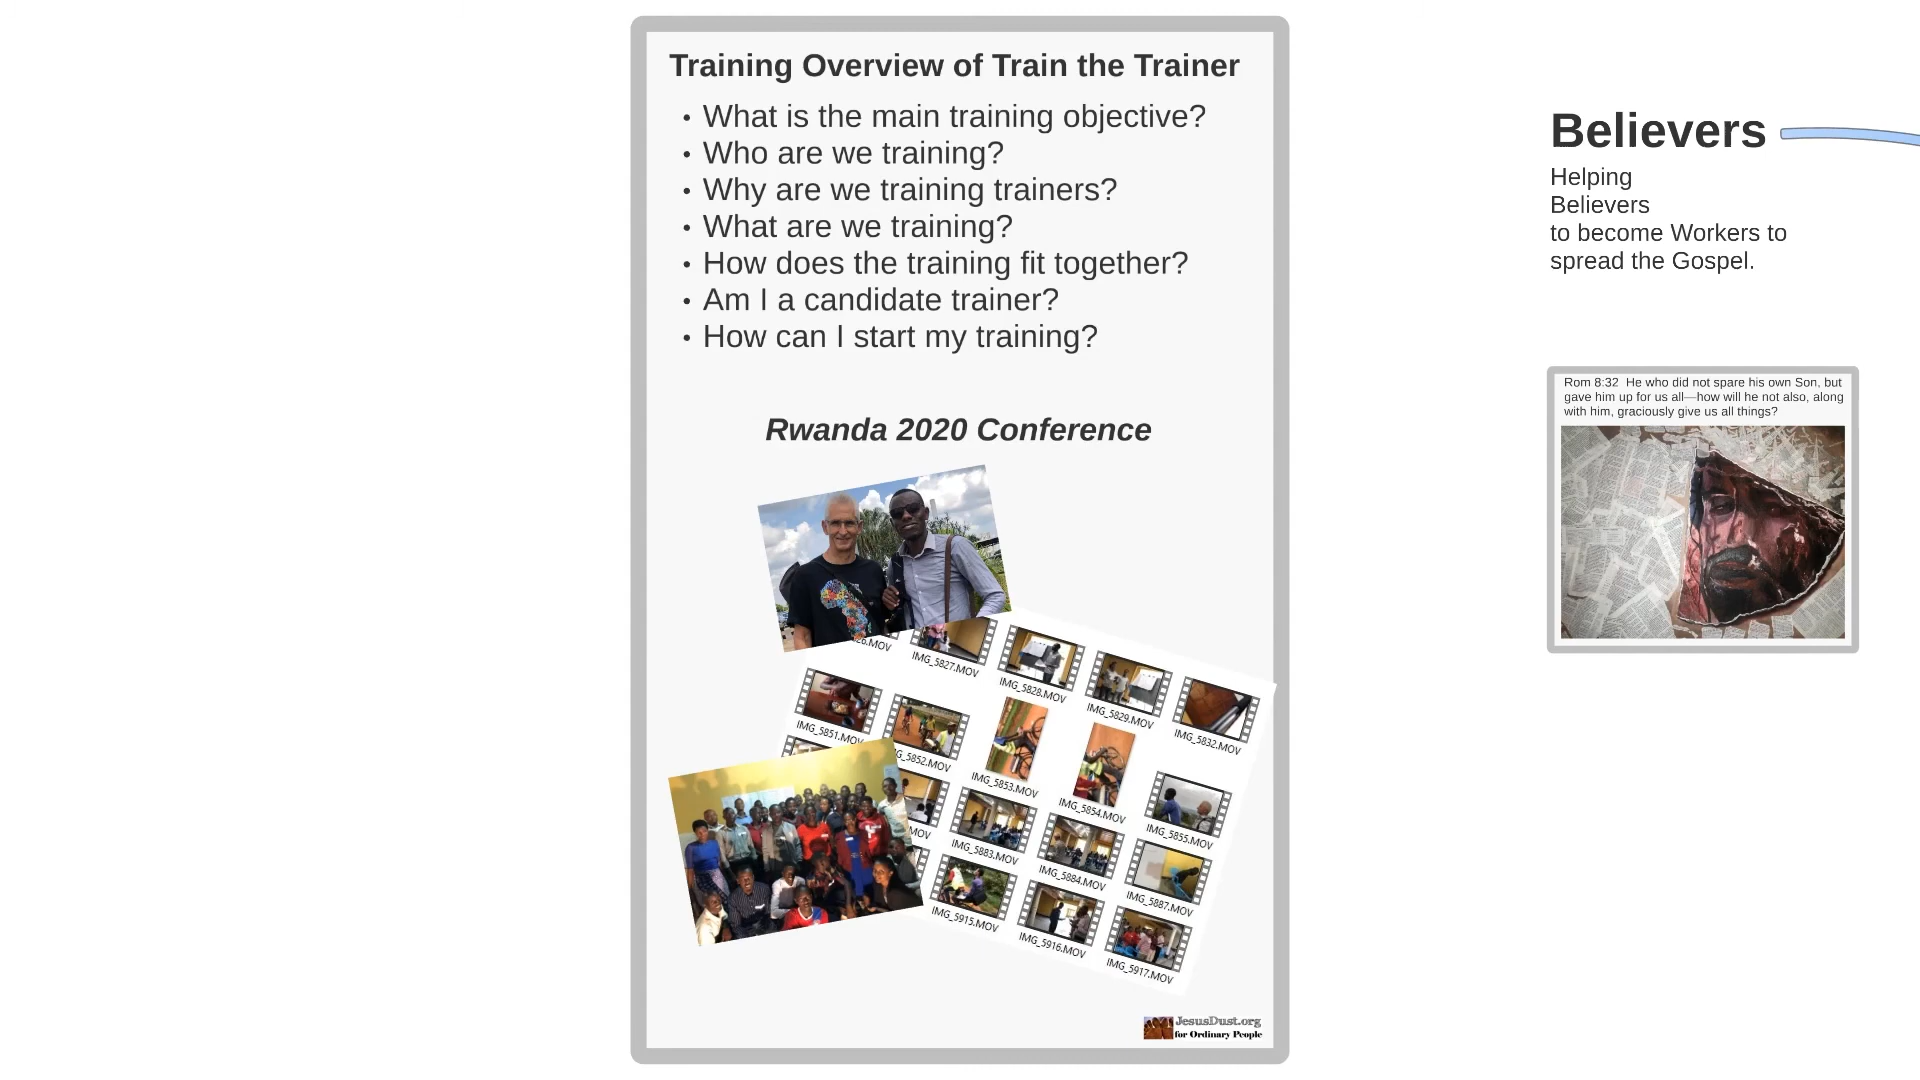 Training Overview of Train the Trainer
• What is the main training objective?
• Who are we training?
• Why are we training trainers?
• What are we training?
• How does the training fit together?
• Am I a candidate trainer?
• How can I start my training?
Rwanda 2020 Conference
IMG_5827.MOV
IMG_5828.MOV
IMG_5829.MOV
IMG_5832.MOV
IMG_5851.MOV
IMG_5853.MOV
IMG_5854.MOV
IMG_5855.MOV
IMG_5883.MOV
IMG_5884.MOV
IMG_5887.MOV
IMG_5915.MOV
IMG_5916.MOV
IMG_5917.MOV
JesusDust.org
for Ordinary People
Believers
Helping
Believers
to become Workers to
spread the Gospel.
Rom 8:32 He who did not spare his own Son, but
gave him up for us all—how will he not also, along
with him, graciously give us all things?